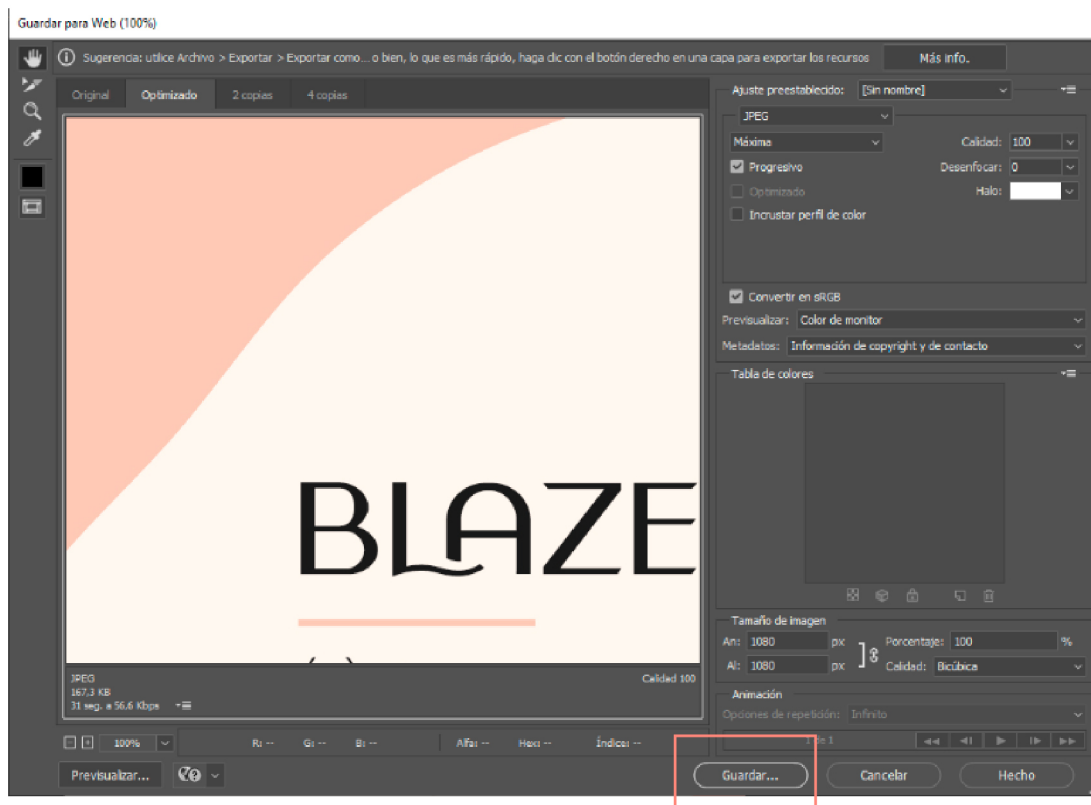 Guardar para Web (100%)
Sugerencia: utilice Archivo > Exportar > Exportar como... o bien, lo que es más rápido, haga clic con el botón derecho en una capa para exportar los recursos
Más info.
Original
Optimizado
2 copias
4 copias
Ajuste preestablecido: [Sin nombre]
JPEG
Máxima
Calidad: 100
Progresivo
Desenfocar: 0
Optimizado
Halo:
Incrustar perfil de color
Convertir en sRGB
Previsualizar: Color de monitor
Metadatos: Información de copyright y de contacto
Tabla de colores
BLAZE
Tamaño de imagen
An: 1080 px
Porcentaje: 100 %
Al: 1080 px
Calidad: Bicúbica
JPEG
Calidad 100
167,3 KB
31 seg. a 56,6 Kbps
Animación
Opciones de repetición: Infinito
1 de 1
100%
R: --
G: --
B: --
Alfa: --
Hex: --
Índice: --
Previsualizar...
Guardar...
Cancelar
Hecho